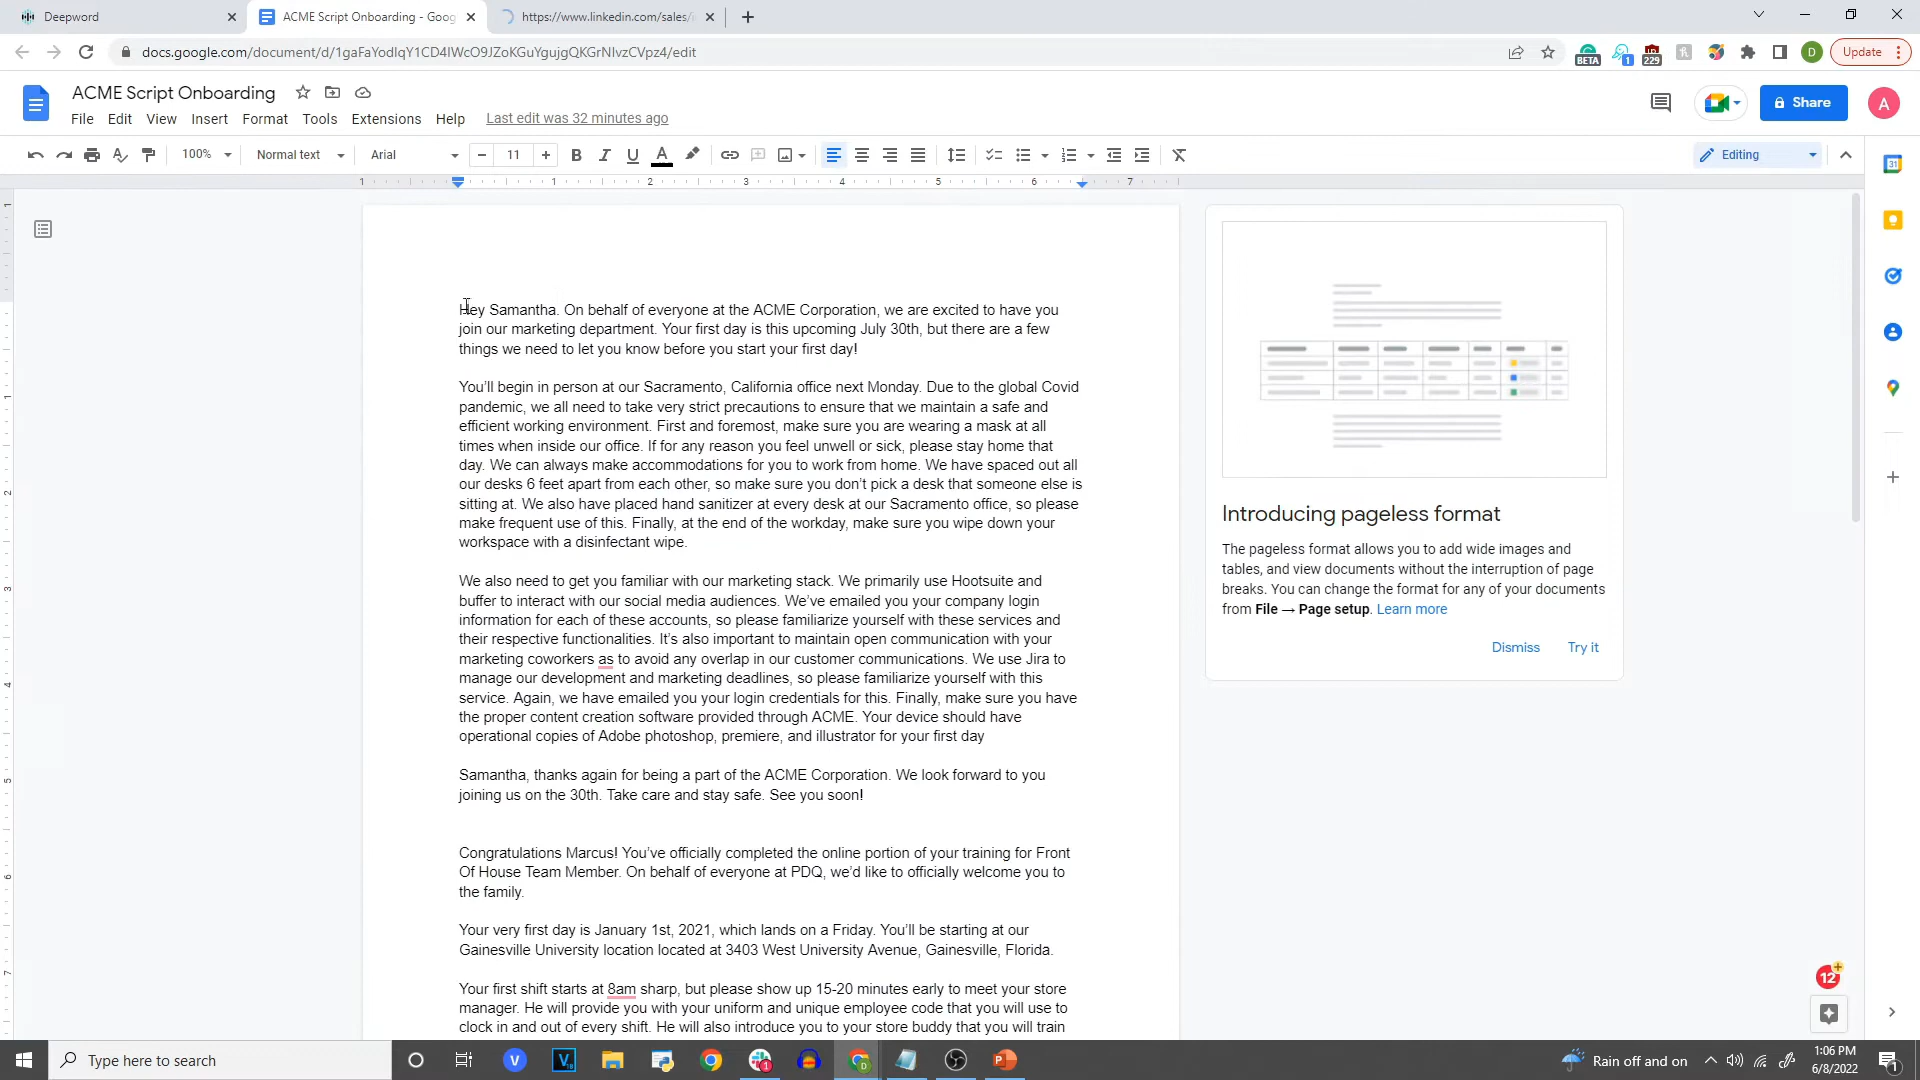 Deepword
ACME Script Onboarding - Goog
https://www.linkedin.com/sales/
docs.google.com/document/d/1gaFaYodIqY1CD4IWcO9JZoKGuYgujgQKGrNIvzCVpz4/edit
BETA
1
229
D
Update
ACME Script Onboarding
File Edit View Insert Format Tools Extensions Help Last edit was 32 minutes ago
Share
A
100% Normal text Arial 11 Editing
31
1 1 2 3 4 5 6 7
Hey Samantha. On behalf of everyone at the ACME Corporation, we are excited to have you
join our marketing department. Your first day is this upcoming July 30th, but there are a few
things we need to let you know before you start your first day!
You'll begin in person at our Sacramento, California office next Monday. Due to the global Covid
pandemic, we all need to take very strict precautions to ensure that we maintain a safe and
efficient working environment. First and foremost, make sure you are wearing a mask at all
times when inside our office. If for any reason you feel unwell or sick, please stay home that
day. We can always make accommodations for you to work from home. We have spaced out all
our desks 6 feet apart from each other, so make sure you don't pick a desk that someone else is
sitting at. We also have placed hand sanitizer at every desk at our Sacramento office, so please
make frequent use of this. Finally, at the end of the workday, make sure you wipe down your
workspace with a disinfectant wipe.
We also need to get you familiar with our marketing stack. We primarily use Hootsuite and
buffer to interact with our social media audiences. We've emailed you your company login
information for each of these accounts, so please familiarize yourself with these services and
their respective functionalities. It's also important to maintain open communication with your
marketing coworkers as to avoid any overlap in our customer communications. We use Jira to
manage our development and marketing deadlines, so please familiarize yourself with this
service. Again, we have emailed you your login credentials for this. Finally, make sure you have
the proper content creation software provided through ACME. Your device should have
operational copies of Adobe photoshop, premiere, and illustrator for your first day
Samantha, thanks again for being a part of the ACME Corporation. We look forward to you
joining us on the 30th. Take care and stay safe. See you soon!
Congratulations Marcus! You've officially completed the online portion of your training for Front
Of House Team Member. On behalf of everyone at PDQ, we'd like to officially welcome you to
the family.
Your very first day is January 1st, 2021, which lands on a Friday. You'll be starting at our
Gainesville University location located at 3403 West University Avenue, Gainesville, Florida.
Your first shift starts at 8am sharp, but please show up 15-20 minutes early to meet your store
manager. He will provide you with your uniform and unique employee code that you will use to
clock in and out of every shift. He will also introduce you to your store buddy that you will train
Introducing pageless format
The pageless format allows you to add wide images and
tables, and view documents without the interruption of page
breaks. You can change the format for any of your documents
from File → Page setup. Learn more
Dismiss Try it
12
Type here to search
Rain off and on
1:06 PM
6/8/2022